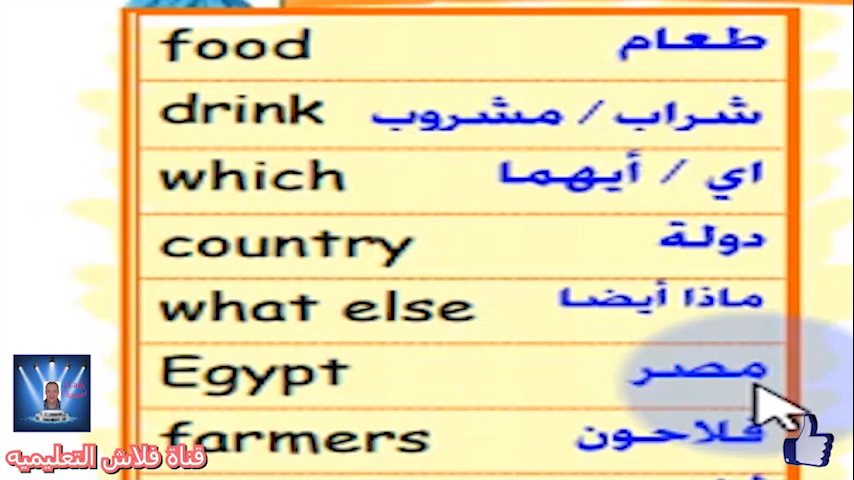 food طعام
drink شراب / مشروب
which اي / أيهما
country دولة
what else ماذا أيضا
Egypt مصر
farmers فلاحون
قناة فلاش التعليميه